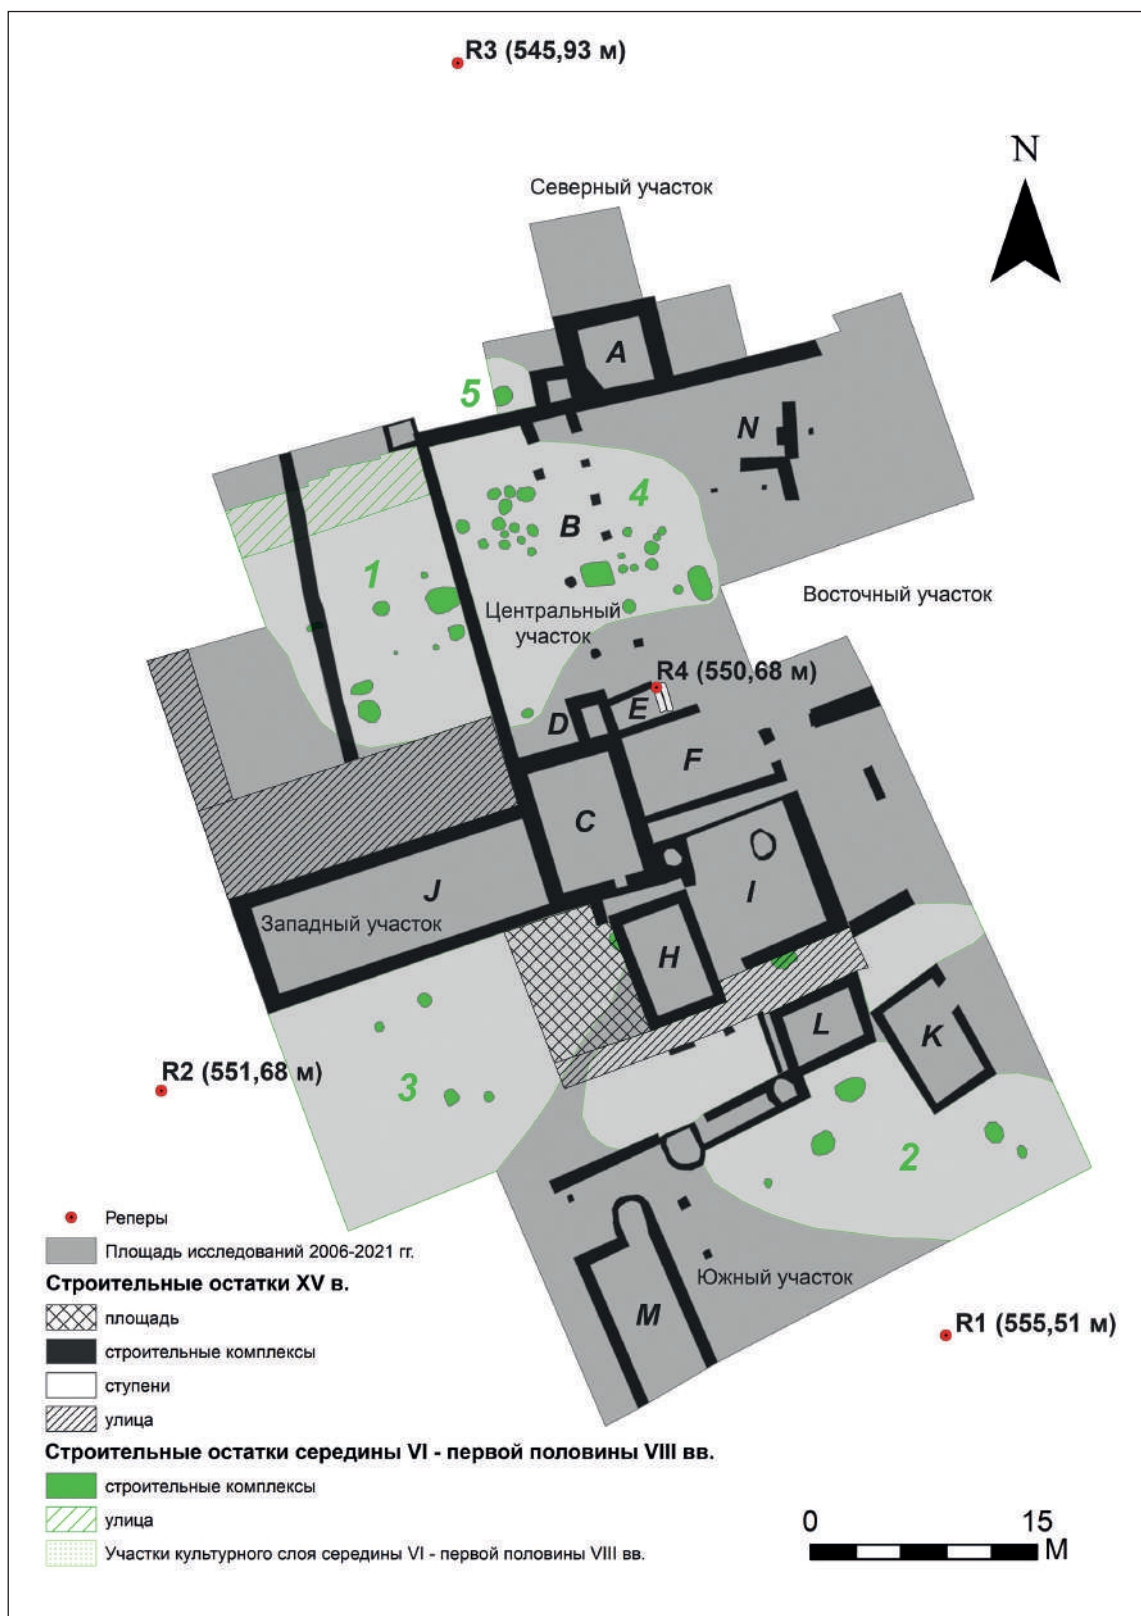 R3 (545,93 м)
N
Северный участок
A
5
N
4
B
1
Центральный
участок
Восточный участок
R4 (550,68 м)
E
D
F
C
J
I
Западный участок
H
L
K
R2 (551,68 м)
3
2
Реперы
Площадь исследований 2006-2021 гг.
Южный участок
Строительные остатки XV в.
M
R1 (555,51 м)
площадь
строительные комплексы
ступени
улица
Строительные остатки середины VI - первой половины VIII вв.
строительные комплексы
улица
Участки культурного слоя середины VI - первой половины VIII вв.
0 15
М